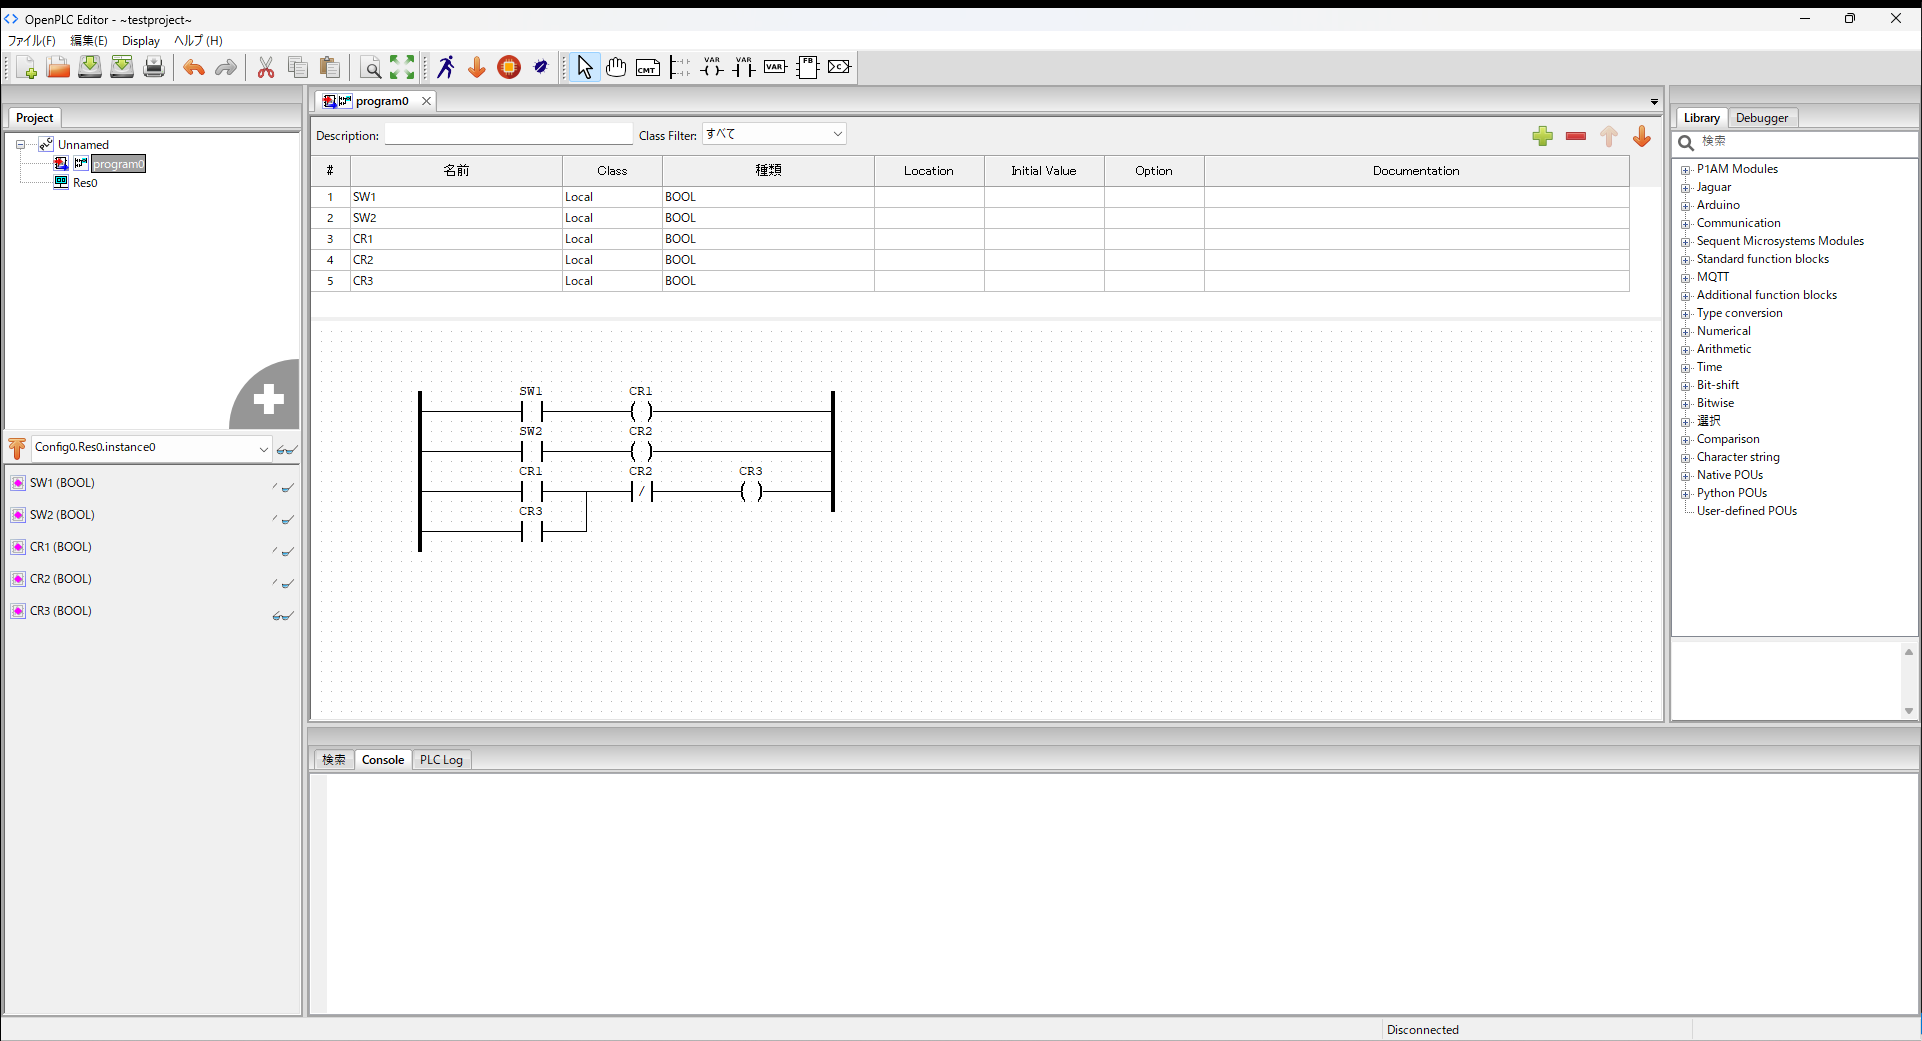 OpenPLC Editor - ~testproject~
ファイル(F) 編集(E) Display ヘルプ(H)
CMT VAR VAR VAR FB >C>
Project
Unnamed
program0
Res0
Config0.Res0.instance0
SW1 (BOOL)
SW2 (BOOL)
CR1 (BOOL)
CR2 (BOOL)
CR3 (BOOL)
program0
Description: Class Filter: すべて
# 名前 Class 種類 Location Initial Value Option Documentation
1 SW1 Local BOOL
2 SW2 Local BOOL
3 CR1 Local BOOL
4 CR2 Local BOOL
5 CR3 Local BOOL
SW1 CR1
SW2 CR2
CR1 CR2 CR3
CR3
Library Debugger
検索
P1AM Modules
Jaguar
Arduino
Communication
Sequent Microsystems Modules
Standard function blocks
MQTT
Additional function blocks
Type conversion
Numerical
Arithmetic
Time
Bit-shift
Bitwise
選択
Comparison
Character string
Native POUs
Python POUs
User-defined POUs
検索 Console PLC Log
Disconnected